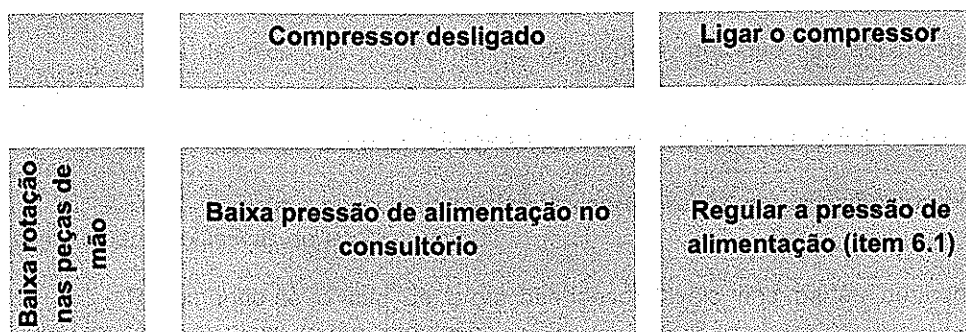 Compressor desligado
Ligar o compressor
Baixa rotação
nas peças de
mão
Baixa pressão de alimentação no
consultório
Regular a pressão de
alimentação (item 6.1)